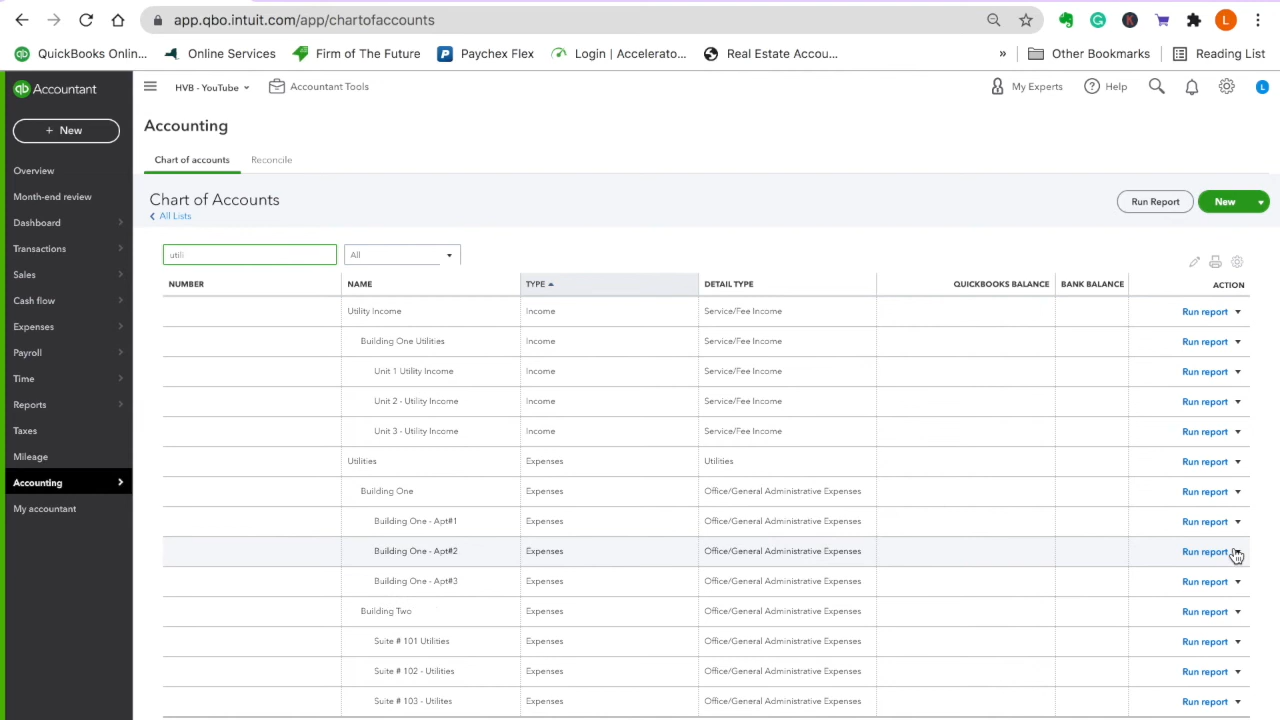 app.qbo.intuit.com/app/chartofaccounts
L
QuickBooks Onlin... Online Services Firm of The Future P Paychex Flex Login | Accelerato... Real Estate Accou... » Other Bookmarks Reading List
qb Accountant HVB - YouTube Accountant Tools My Experts Help L
+ New
Overview
Month-end review
Dashboard
Transactions
Sales
Cash flow
Expenses
Payroll
Time
Reports
Taxes
Mileage
Accounting
My accountant
Accounting
Chart of accounts Reconcile
Chart of Accounts Run Report New
All Lists
utili All
NUMBER NAME TYPE DETAIL TYPE QUICKBOOKS BALANCE BANK BALANCE ACTION
Utility Income Income Service/Fee Income Run report
Building One Utilities Income Service/Fee Income Run report
Unit 1 Utility Income Income Service/Fee Income Run report
Unit 2 - Utility Income Income Service/Fee Income Run report
Unit 3 - Utility Income Income Service/Fee Income Run report
Utilities Expenses Utilities Run report
Building One Expenses Office/General Administrative Expenses Run report
Building One - Apt#1 Expenses Office/General Administrative Expenses Run report
Building One - Apt#2 Expenses Office/General Administrative Expenses Run report
Building One - Apt#3 Expenses Office/General Administrative Expenses Run report
Building Two Expenses Office/General Administrative Expenses Run report
Suite # 101 Utilities Expenses Office/General Administrative Expenses Run report
Suite # 102 - Utilities Expenses Office/General Administrative Expenses Run report
Suite # 103 - Utilites Expenses Office/General Administrative Expenses Run report